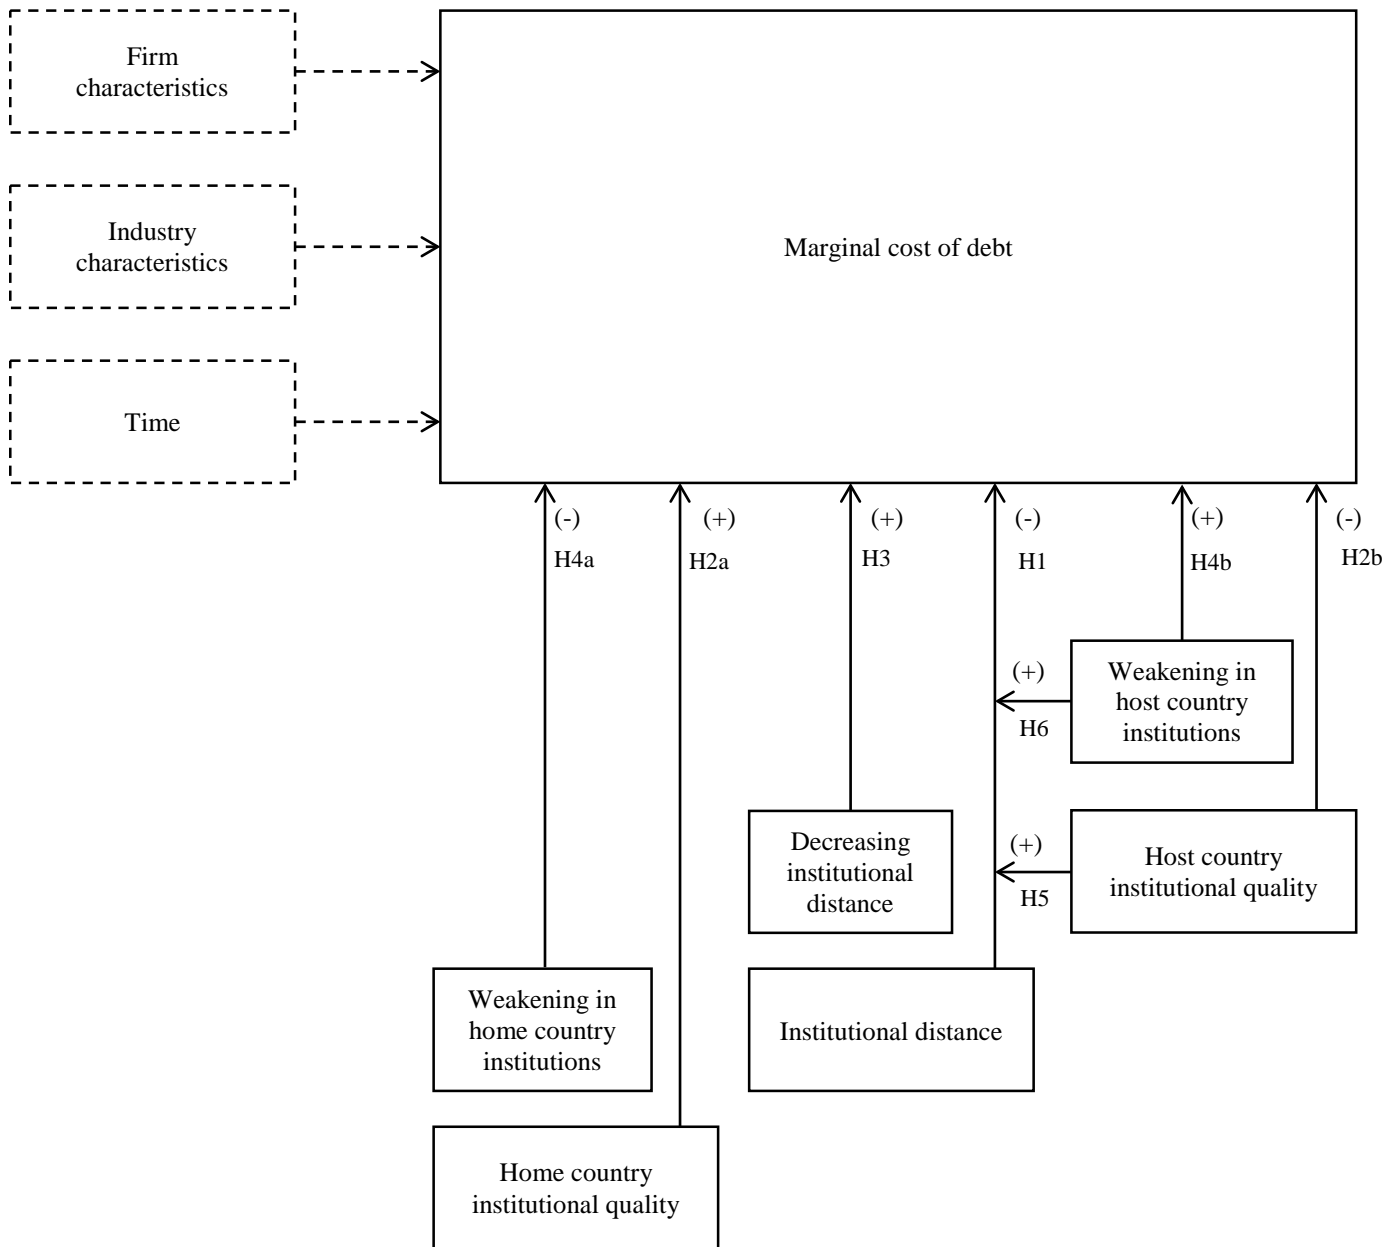 Firm
characteristics
Industry
characteristics
Time
Marginal cost of debt
(-)
H4a
(+)
H2a
(+)
H3
(-)
H1
(+)
H4b
(-)
H2b
(+)
H6
Weakening in
host country
institutions
(+)
H5
Host country
institutional quality
Decreasing
institutional
distance
Weakening in
home country
institutions
Institutional distance
Home country
institutional quality